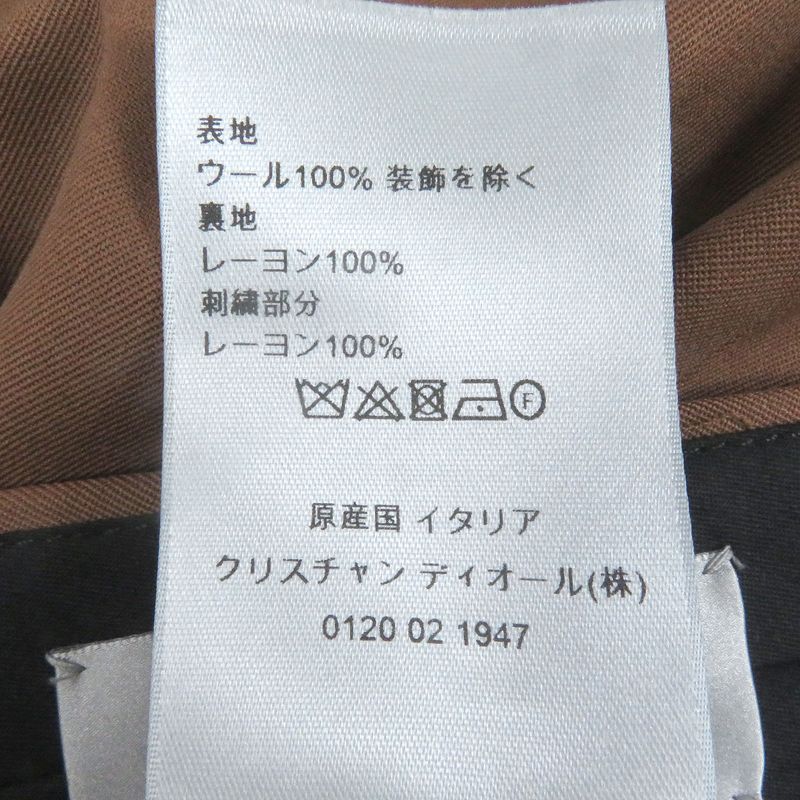 表地
ウール100% 装飾を除く
裏地
レーヨン100%
刺繍部分
レーヨン100%
F
原産国 イタリア
クリスチャン ディオール(株)
0120 02 1947